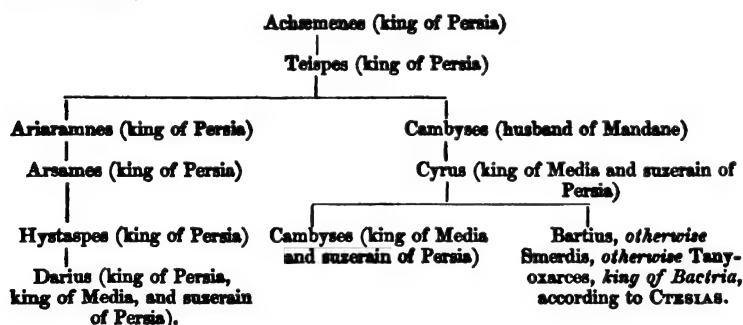 Achæmenes (king of Persia)
Teispes (king of Persia)
Ariaramnes (king of Persia)
Cambyses (husband of Mandane)
Arsames (king of Persia)
Cyrus (king of Media and suzerain of
Persia)
Hystaspes (king of Persia)
Cambyses (king of Media
and suzerain of Persia)
Bartius, otherwise
Smerdis, otherwise Tany-
oxarces, king of Bactria,
according to CTESIAS.
Darius (king of Persia,
king of Media, and suzerain
of Persia).